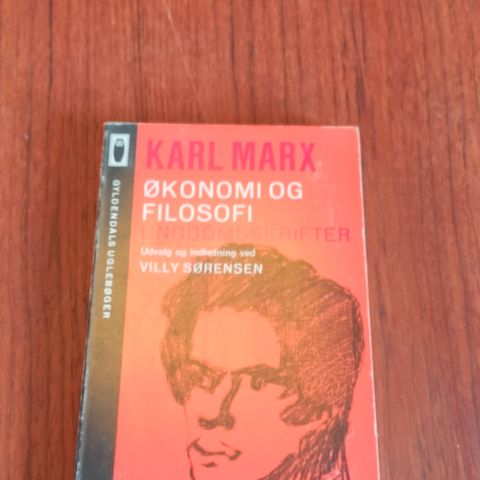 KARL MARX
ØKONOMI OG
FILOSOFI
UNGDOMSSKRIFTER
Udvalg og indledning ved
VILLY SØRENSEN
GYLDENDALS UGLEBØGER